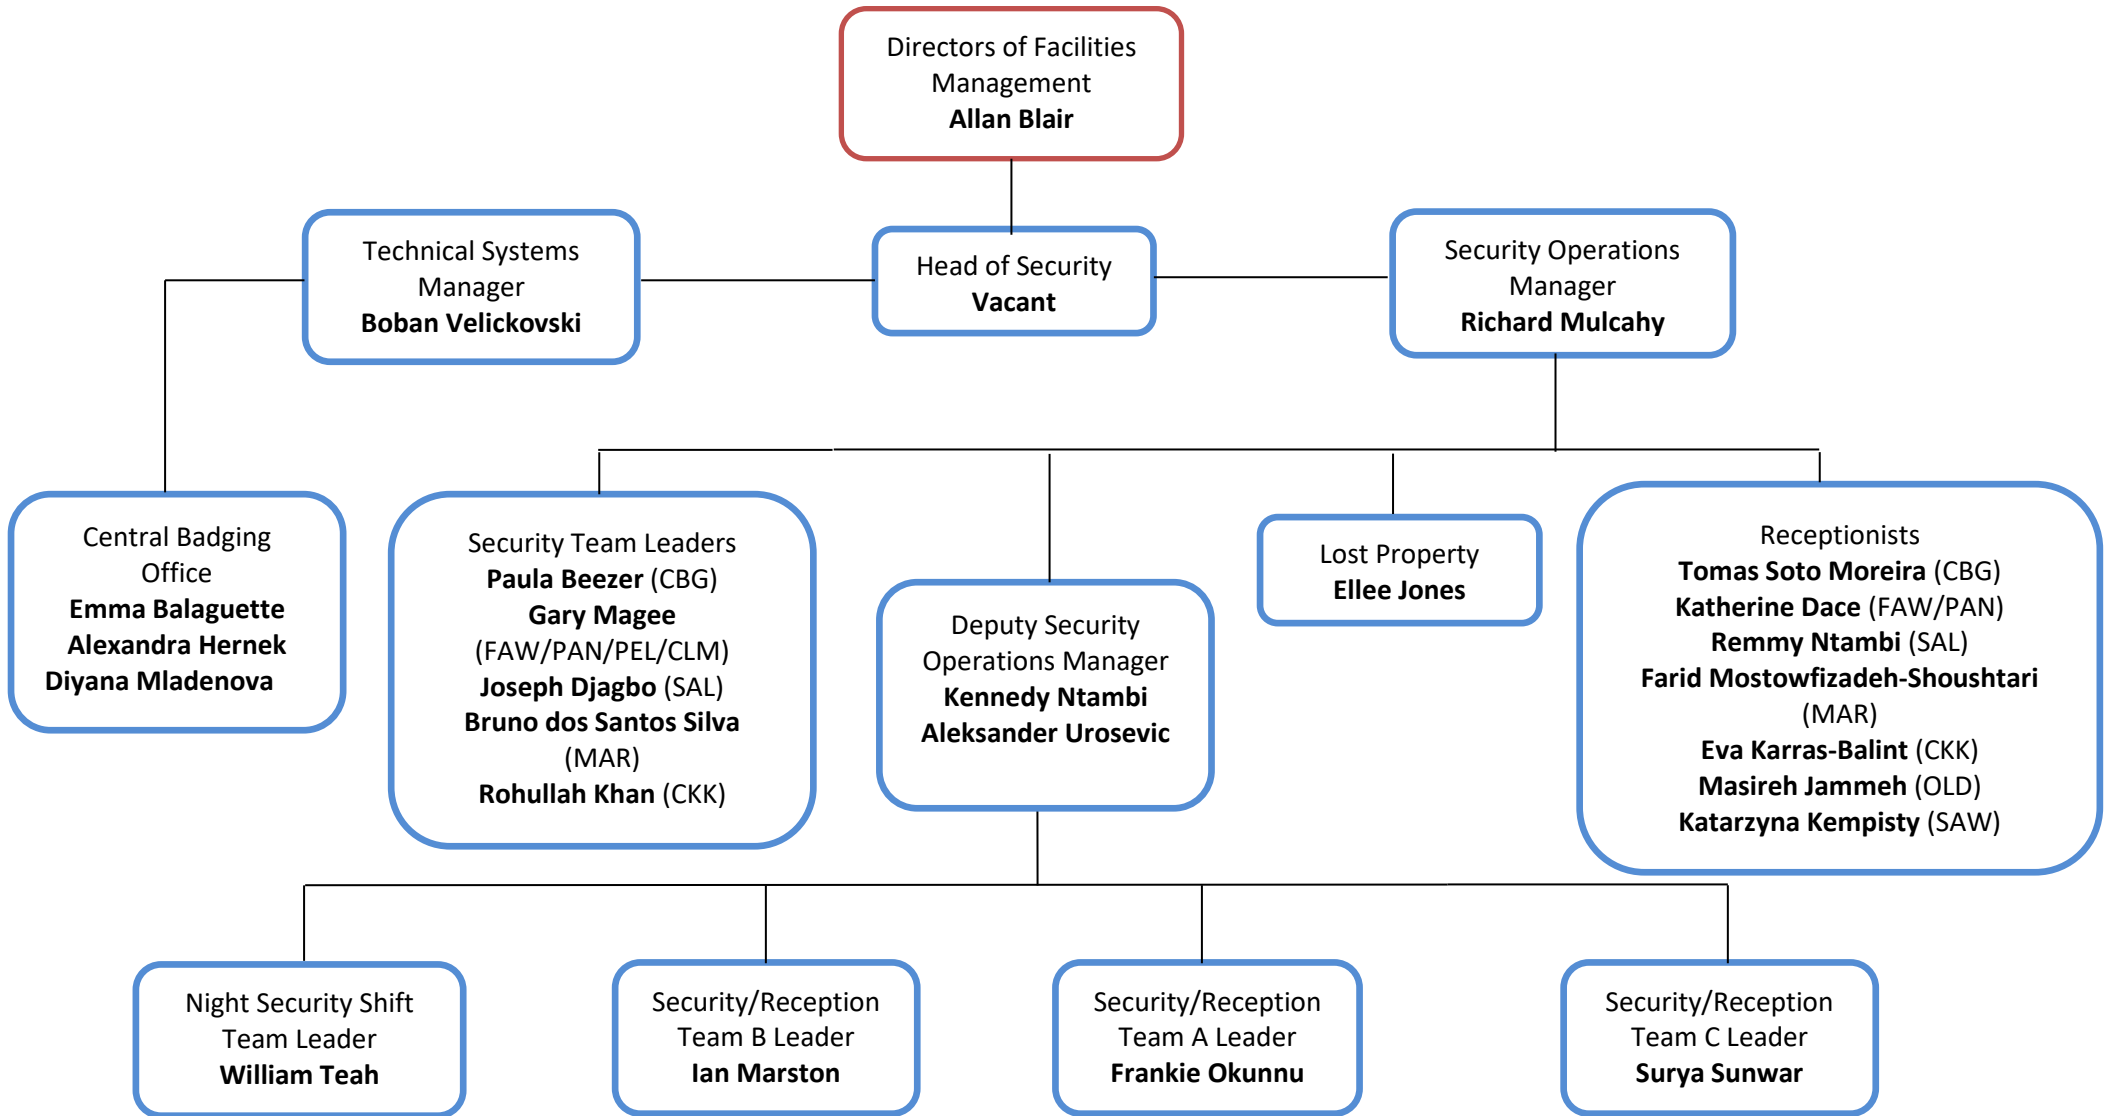 Directors of Facilities
Management
Allan Blair
Technical Systems
Manager
Boban Velickovski
Head of Security
Vacant
Security Operations
Manager
Richard Mulcahy
Central Badging
Office
Emma Balaguette
Alexandra Hernek
Diyana Mladenova
Security Team Leaders
Paula Beezer (CBG)
Gary Magee
(FAW/PAN/PEL/CLM)
Joseph Djagbo (SAL)
Bruno dos Santos Silva
(MAR)
Rohullah Khan (CKK)
Deputy Security
Operations Manager
Kennedy Ntambi
Aleksander Urosevic
Lost Property
Ellee Jones
Receptionists
Tomas Soto Moreira (CBG)
Katherine Dace (FAW/PAN)
Remmy Ntambi (SAL)
Farid Mostowfizadeh-Shoushtari
(MAR)
Eva Karras-Balint (CKK)
Masireh Jammeh (OLD)
Katarzyna Kempisty (SAW)
Night Security Shift
Team Leader
William Teah
Security/Reception
Team B Leader
Ian Marston
Security/Reception
Team A Leader
Frankie Okunnu
Security/Reception
Team C Leader
Surya Sunwar